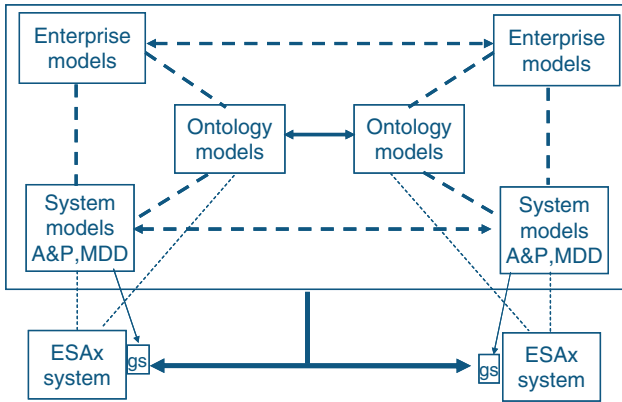 Enterprise
models
Enterprise
models
Ontology
models
Ontology
models
System
models
A&P,MDD
System
models
A&P,MDD
ESAx
system
gs
gs
ESAx
system